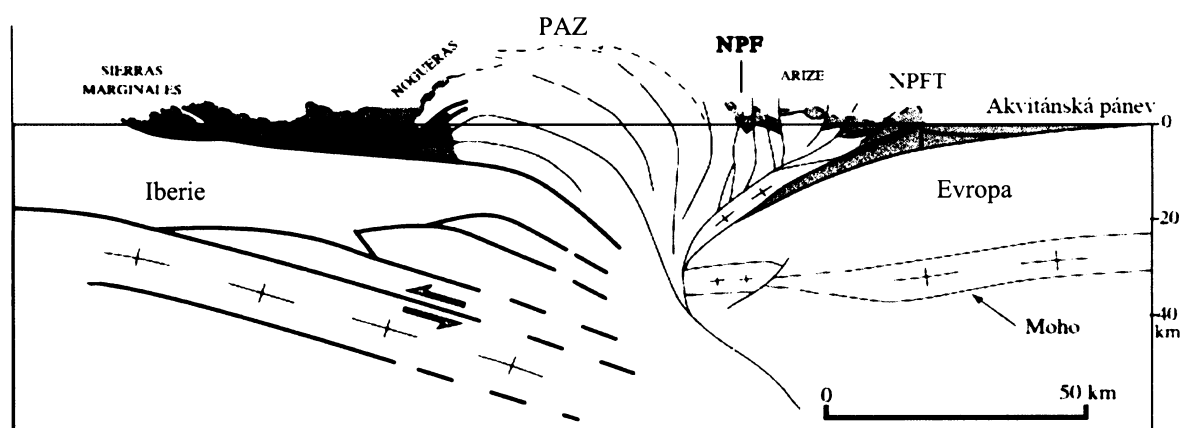 PAZ
NPF
SIERRAS
MARGINALES
NOGUERAS
ARIZE
NPFT
Akvitánská pánev
0
Iberie
Evropa
20
40
km
Moho
0
50 km